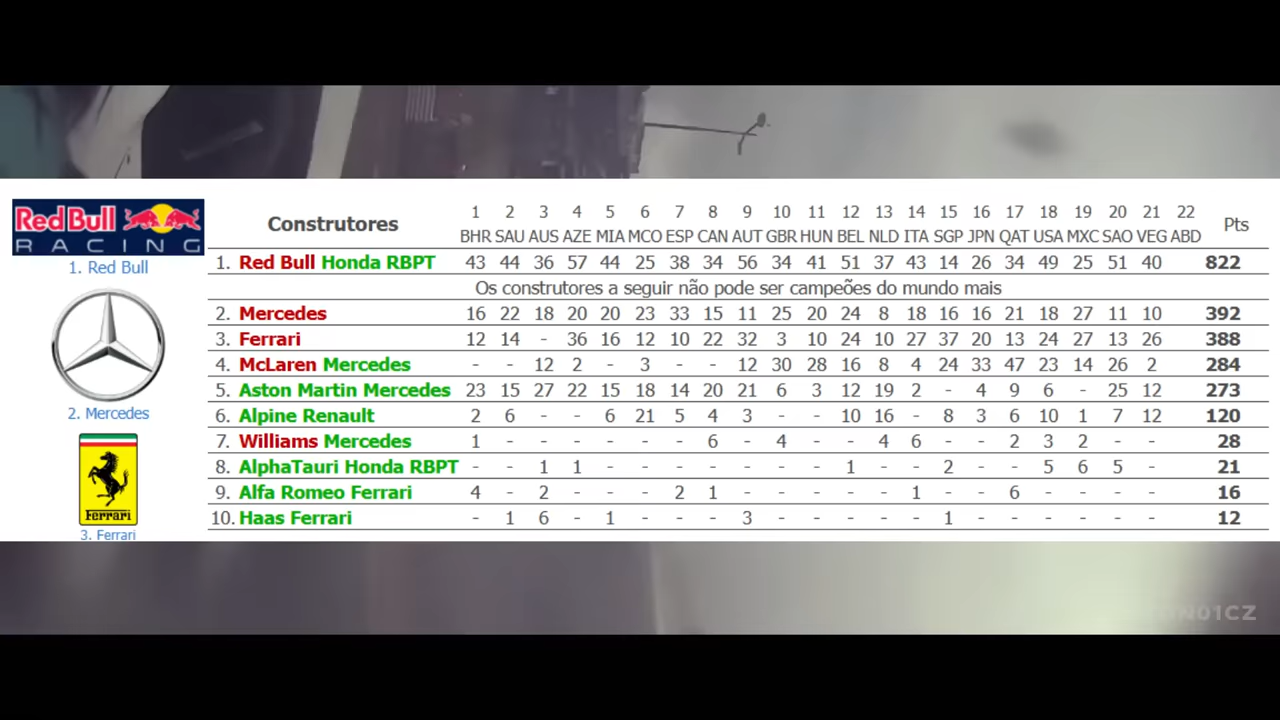 Red Bull
RACING
1. Red Bull
2. Mercedes
Ferrari
3. Ferrari
Construtores 1 2 3 4 5 6 7 8 9 10 11 12 13 14 15 16 17 18 19 20 21 22 Pts
BHR SAU AUS AZE MIA MCO ESP CAN AUT GBR HUN BEL NLD ITA SGP JPN QAT USA MXC SAO VEG ABD
1. Red Bull Honda RBPT 43 44 36 57 44 25 38 34 56 34 41 51 37 43 14 26 34 49 25 51 40 822
Os construtores a seguir não pode ser campeões do mundo mais
2. Mercedes 16 22 18 20 20 23 33 15 11 25 20 24 8 18 16 16 21 18 27 11 10 392
3. Ferrari 12 14 - 36 16 12 10 22 32 3 10 24 10 27 37 20 13 24 27 13 26 388
4. McLaren Mercedes - - 12 2 - 3 - - 12 30 28 16 8 4 24 33 47 23 14 26 2 284
5. Aston Martin Mercedes 23 15 27 22 15 18 14 20 21 6 3 12 19 2 - 4 9 6 - 25 12 273
6. Alpine Renault 2 6 - - 6 21 5 4 3 - - 10 16 - 8 3 6 10 1 7 12 120
7. Williams Mercedes 1 - - - - - - 6 - 4 - - 4 6 - - 2 3 2 - - 28
8. AlphaTauri Honda RBPT - - 1 1 - - - - - - - 1 - - 2 - - 5 6 5 - 21
9. Alfa Romeo Ferrari 4 - 2 - - - 2 1 - - - - - 1 - - 6 - - - - 16
10. Haas Ferrari - 1 6 - 1 - - - 3 - - - - - 1 - - - - - - 12